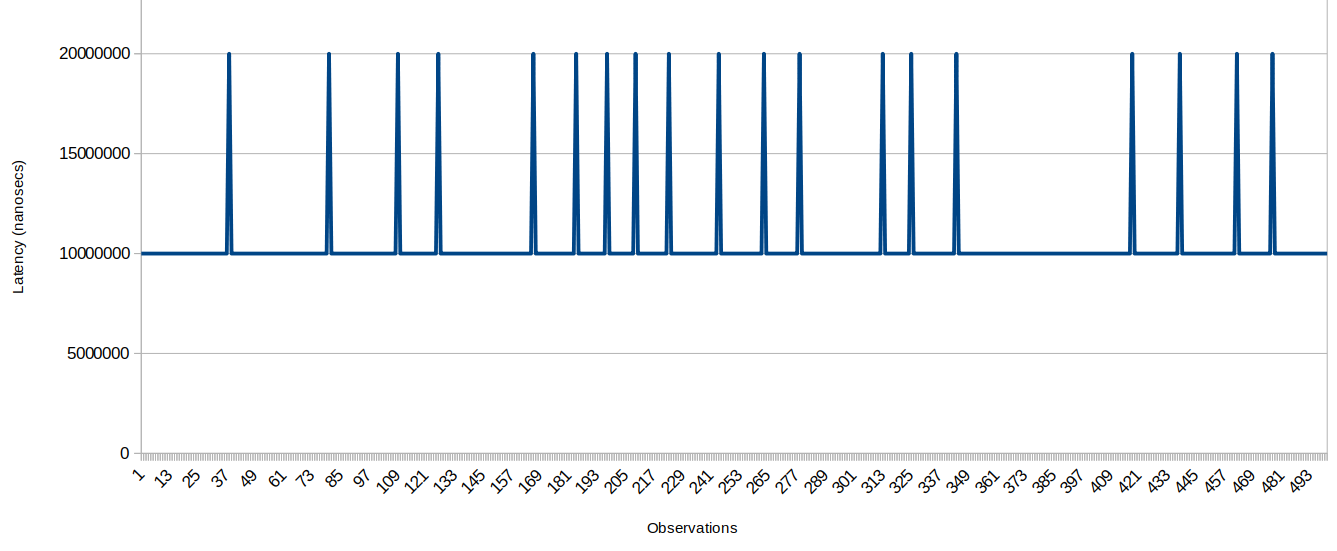 20000000
15000000
10000000
5000000
0
Latency (nanosecs)
1 13 25 37 49 61 73 85 97 109 121 133 145 157 169 181 193 205 217 229 241 253 265 277 289 301 313 325 337 349 361 373 385 397 409 421 433 445 457 469 481 493
Observations